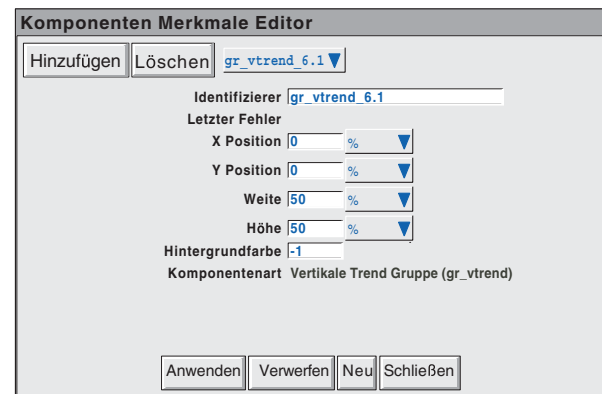 Komponenten Merkmale Editor
Hinzufügen Löschen gr_vtrend_6.1
Identifizierer gr_vtrend_6.1
Letzter Fehler
X Position 0 %
Y Position 0 %
Weite 50 %
Höhe 50 %
Hintergrundfarbe -1
Komponentenart Vertikale Trend Gruppe (gr_vtrend)
Anwenden Verwerfen Neu Schließen